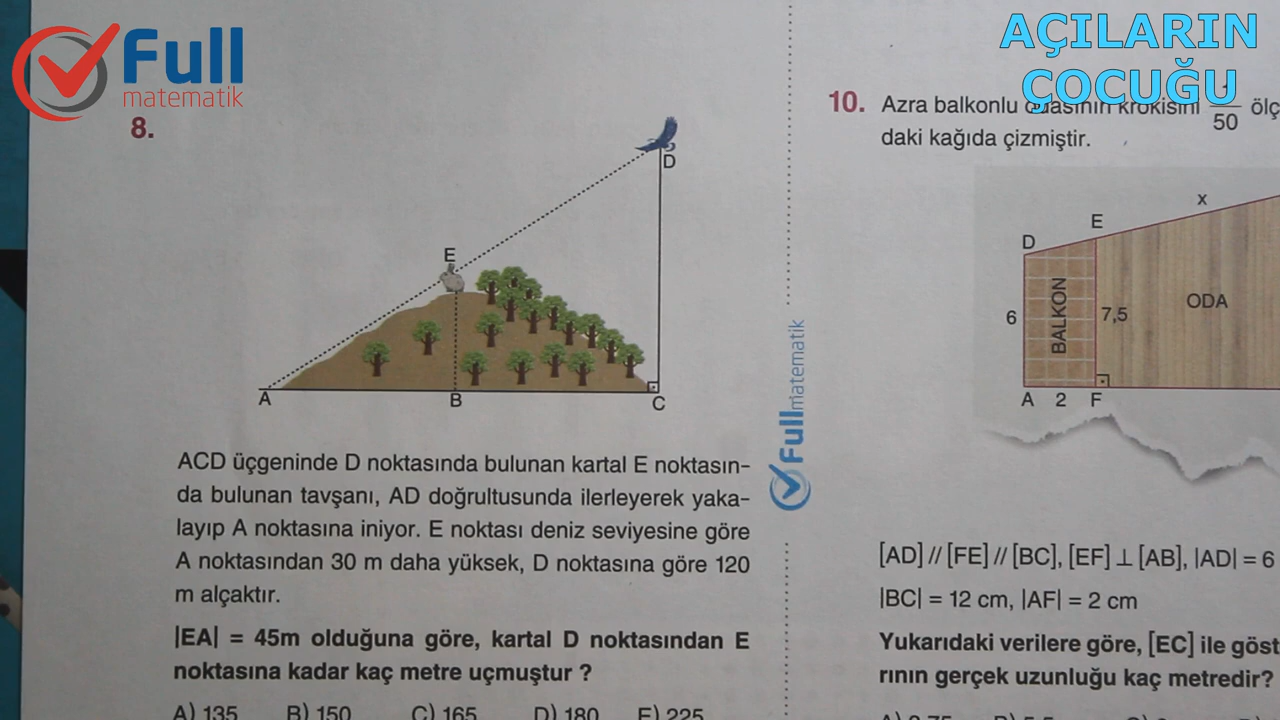 Full
matematik
AÇILARIN
ÇOCUĞU
8.
D
E
A
B
C
ACD üçgeninde D noktasında bulunan kartal E noktasın-
da bulunan tavşanı, AD doğrultusunda ilerleyerek yaka-
layıp A noktasına iniyor. E noktası deniz seviyesine göre
A noktasından 30 m daha yüksek, D noktasına göre 120
m alçaktır.
|EA| = 45m olduğuna göre, kartal D noktasından E
noktasına kadar kaç metre uçmuştur ?
A) 135 B) 150 C) 165 D) 180 E) 225
Fullmatematik
10. Azra balkonlu krokisini 1/50 ölç
daki kağıda çizmiştir.
x
E
D
6
BALKON
7,5
ODA
A 2 F
[AD] // [FE] // [BC], [EF] ⊥ [AB], |AD| = 6
|BC| = 12 cm, |AF| = 2 cm
Yukarıdaki verilere göre, [EC] ile göst
rının gerçek uzunluğu kaç metredir?